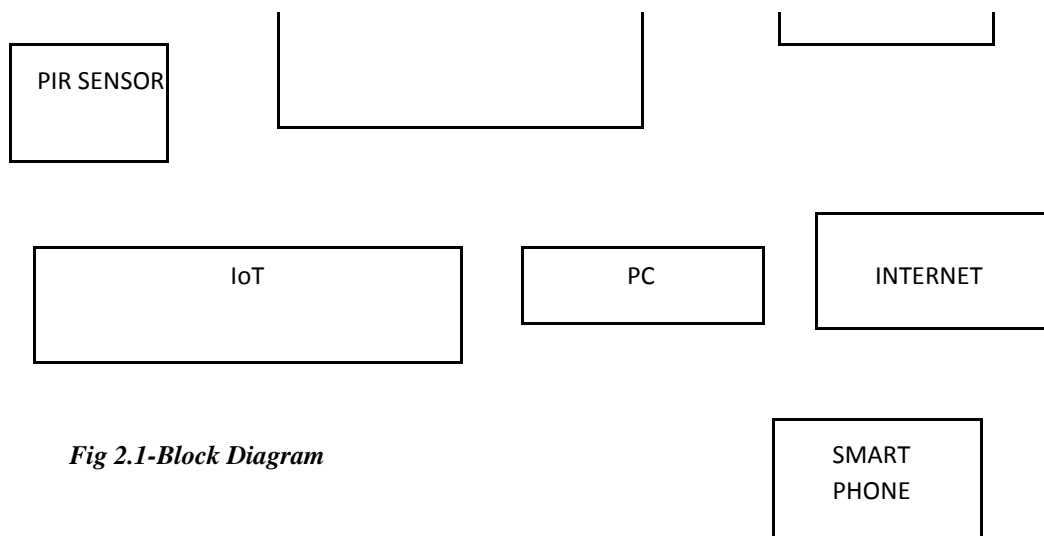 PIR SENSOR
IoT
PC
INTERNET
Fig 2.1-Block Diagram
SMART
PHONE